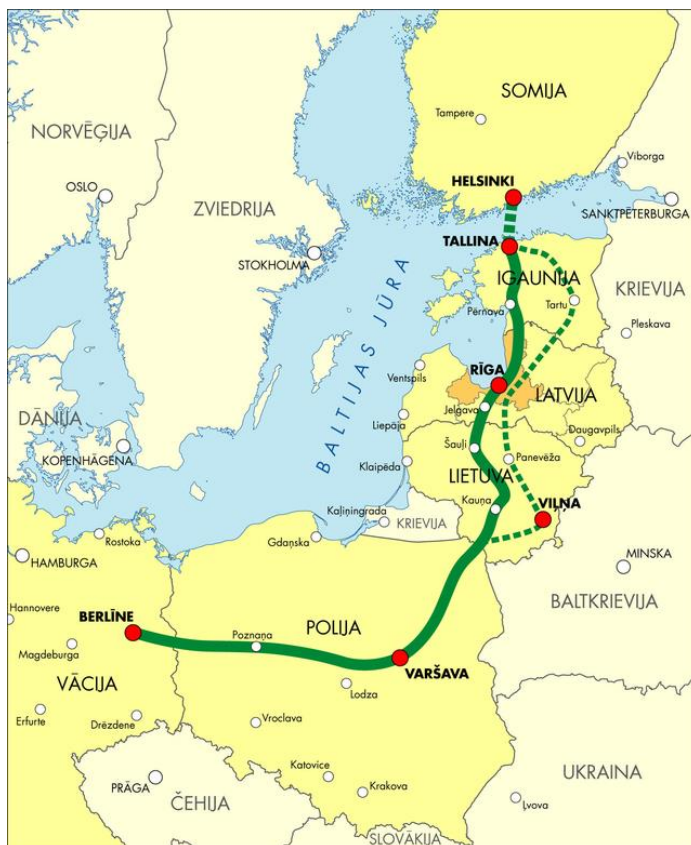 SOMIJA
Tampere
NORVĒĢIJA
Viborga
OSLO
HELSINKI
SANKTPĒTERBURGA
ZVIEDRIJA
TALLINA
STOKHOLMA
IGAUNIJA
KRIEVIJA
Pērnava
Tartu
Pleskava
BALTIJAS JŪRA
RĪGA
Ventspils
LATVIJA
Jelgava
DĀNIJA
Liepāja
Daugavpils
KOPENHĀGENA
Šauļi
Panevēža
Klaipēda
LIETUVA
Kauņa
Kaļiņingrada
VIĻŅA
KRIEVIJA
Rostoka
Gdaņska
HAMBURGA
MINSKA
BALTKRIEVIJA
Hannovere
BERLĪNE
POLIJA
Poznaņa
Magdeburga
VARŠAVA
VĀCIJA
Lodza
Erfurte
Drēzdene
Vroclava
Katovice
UKRAINA
PRĀGA
Krakova
ČEHIJA
Ļvova
SLOVĀKIJA